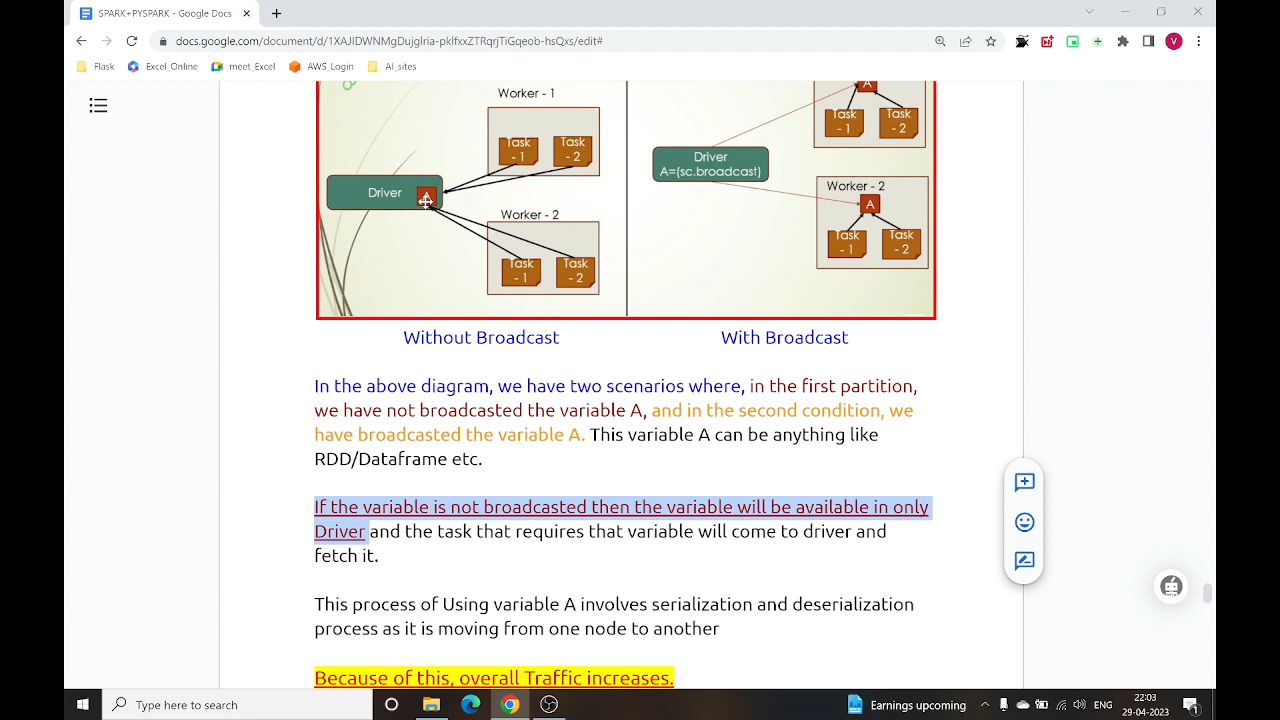 SPARK+PYSPARK - Google Docs
docs.google.com/document/d/1XAJIDWNMgDujgIria-pklfxxZTRqrjTiGqeob-hsQxs/edit#
Flask
Excel_Online
meet_Excel
AWS_Login
AI_sites
Worker - 1
Task - 1
Task - 2
Driver
A
Worker - 2
Task - 1
Task - 2
A
Task - 1
Task - 2
Driver
A=(sc.broadcast)
Worker - 2
A
Task - 1
Task - 2
Without Broadcast
With Broadcast
In the above diagram, we have two scenarios where, in the first partition,
we have not broadcasted the variable A, and in the second condition, we
have broadcasted the variable A. This variable A can be anything like
RDD/Dataframe etc.
If the variable is not broadcasted then the variable will be available in only
Driver and the task that requires that variable will come to driver and
fetch it.
This process of Using variable A involves serialization and deserialization
process as it is moving from one node to another
Because of this, overall Traffic increases.
Type here to search
Earnings upcoming
ENG
22:03
29-04-2023
V
1